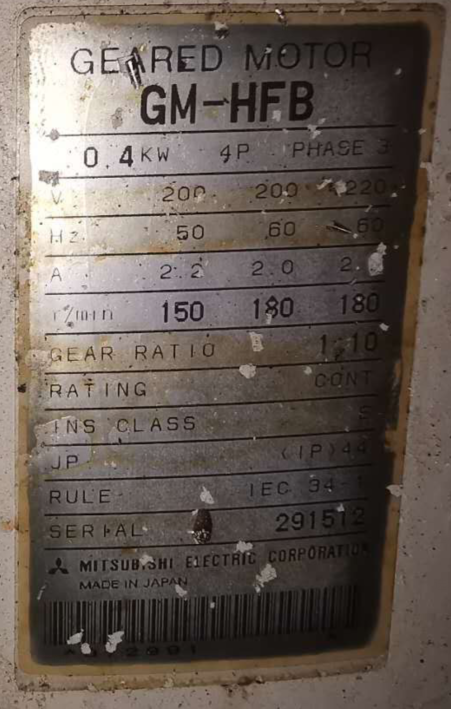 GEARED MOTOR
GM-HFB
0.4KW 4P PHASE 3
V 200 200 220
Hz 50 60 60
A 2.2 2.0
r/min 150 180 180
GEAR RATIO 1:10
RATING CONT
INS CLASS
JP (IP)44
RULE IEC 34-1
SERIAL 291512
MITSUBISHI ELECTRIC CORPORATION
MADE IN JAPAN